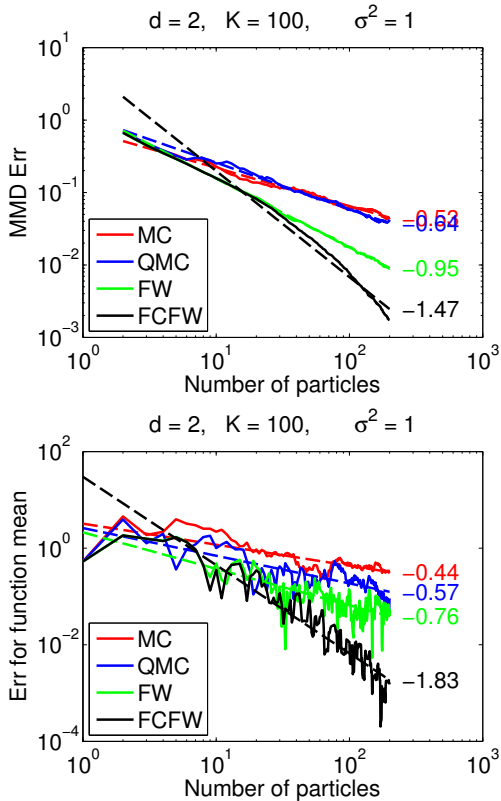 d = 2, K = 100, σ² = 1
MMD Err
10¹
10⁰
10⁻¹
10⁻²
10⁻³
MC
QMC
FW
FCFW
−0.52
−0.64
−0.95
−1.47
10⁰
10¹
10²
10³
Number of particles
d = 2, K = 100, σ² = 1
Err for function mean
10²
10⁰
10⁻²
10⁻⁴
MC
QMC
FW
FCFW
−0.44
−0.57
−0.76
−1.83
10⁰
10¹
10²
10³
Number of particles